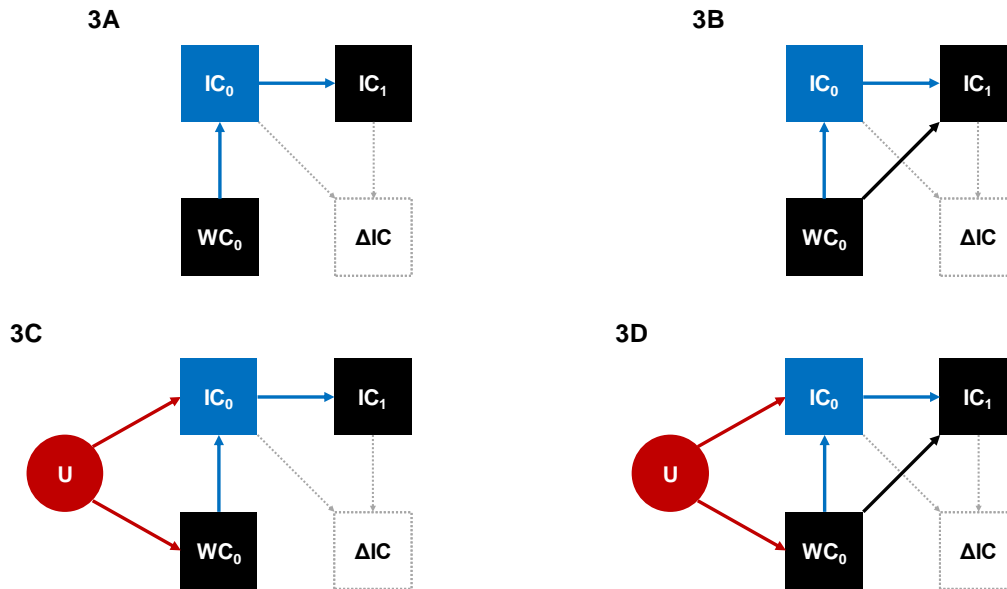 3A
3B
IC₀ IC₁
IC₀ IC₁
WC₀ ΔIC
WC₀ ΔIC
3C
3D
IC₀ IC₁
IC₀ IC₁
U
U
WC₀ ΔIC
WC₀ ΔIC